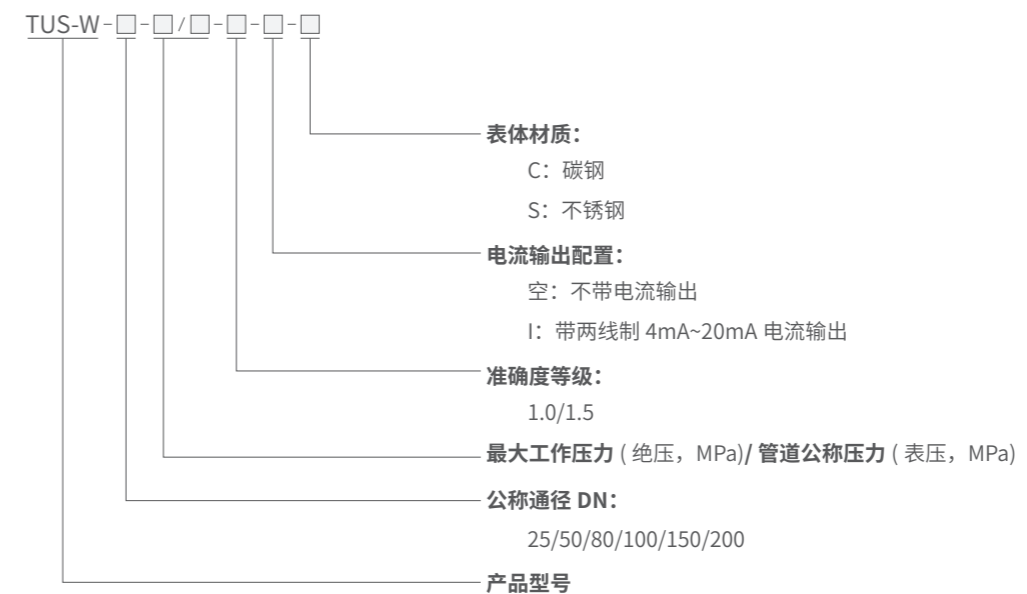 TUS-W-□-□/□-□-□-□
表体材质：
C：碳钢
S：不锈钢
电流输出配置：
空：不带电流输出
I：带两线制 4mA~20mA 电流输出
准确度等级：
1.0/1.5
最大工作压力 ( 绝压，MPa)/ 管道公称压力 ( 表压，MPa)
公称通径 DN：
25/50/80/100/150/200
产品型号